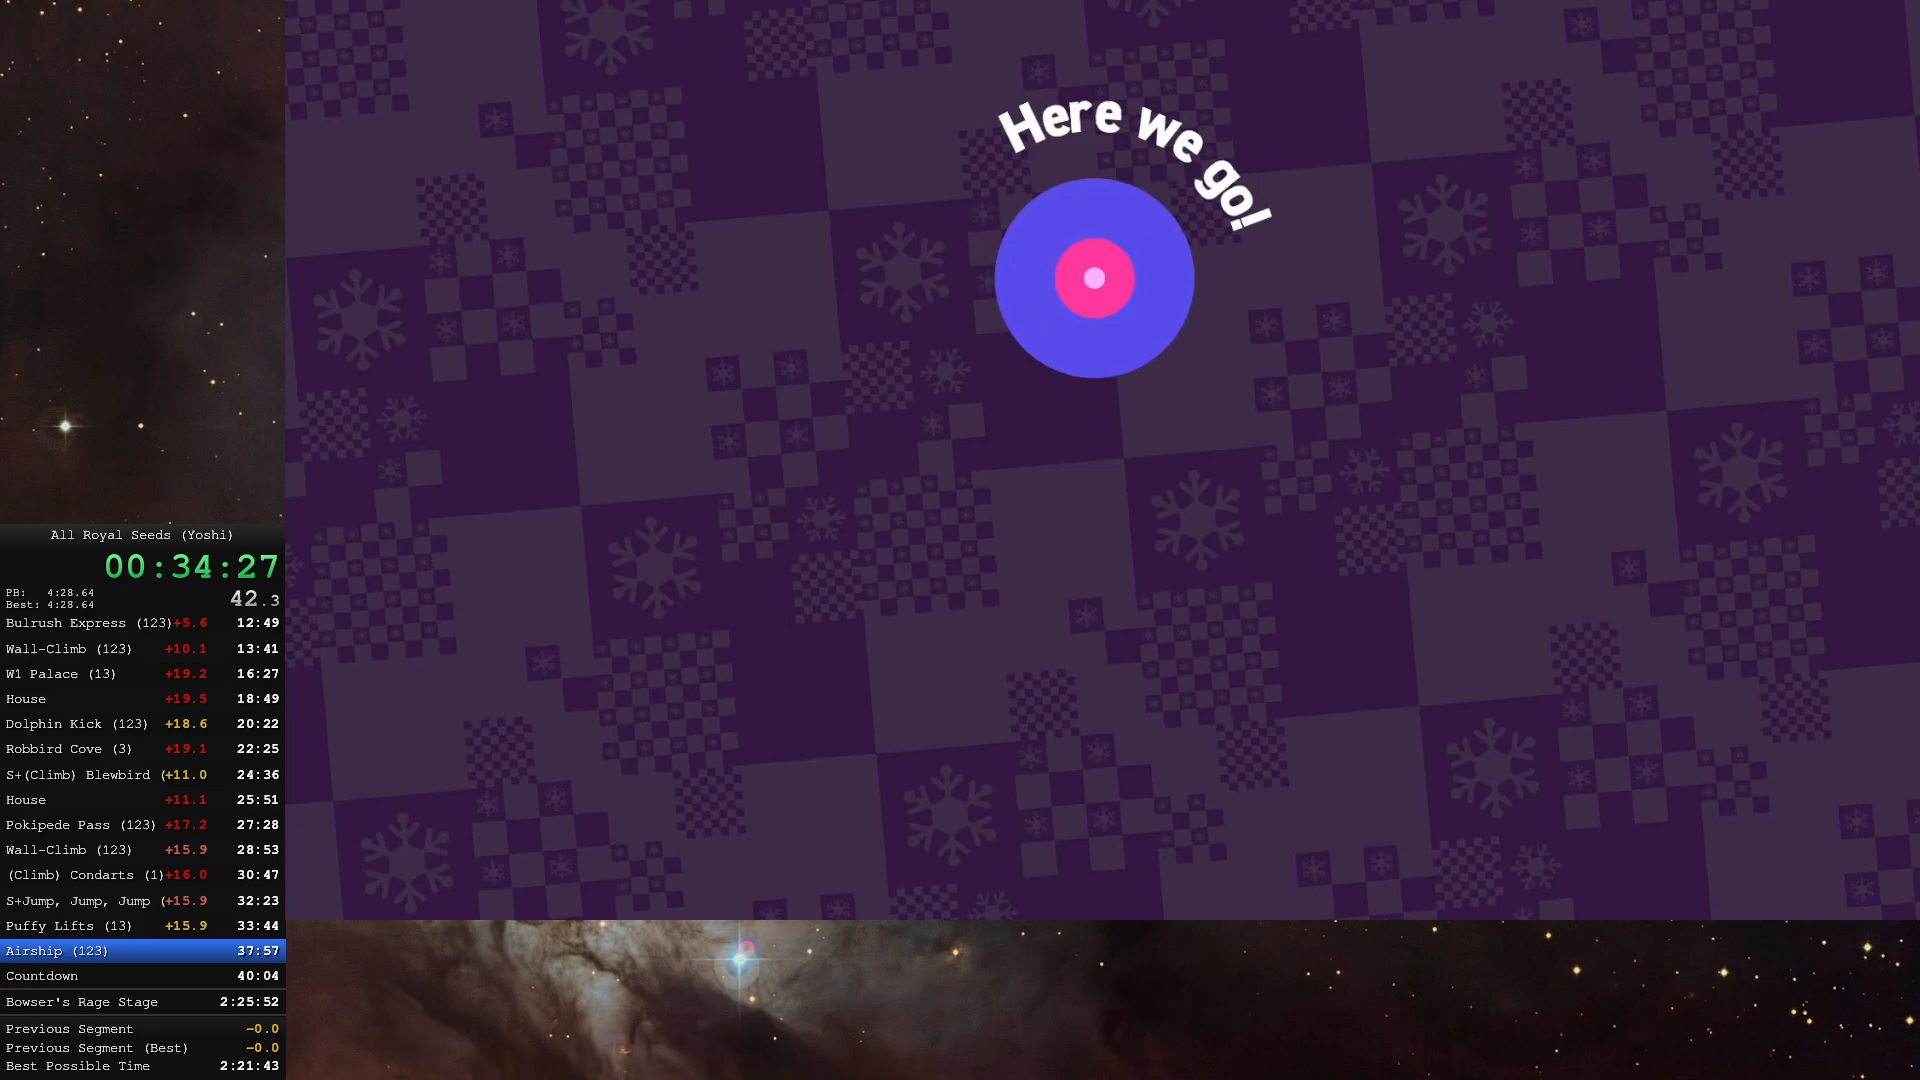 Here we go!
All Royal Seeds (Yoshi)
00:34:27
PB: 4:28.64
Best: 4:28.64
42.3
Bulrush Express (123)+5.6 12:49
Wall-Climb (123) +10.1 13:41
W1 Palace (13) +19.2 16:27
House +19.5 18:49
Dolphin Kick (123) +18.6 20:22
Robbird Cove (3) +19.1 22:25
S+(Climb) Blewbird (+11.0 24:36
House +11.1 25:51
Pokipede Pass (123) +17.2 27:28
Wall-Climb (123) +15.9 28:53
(Climb) Condarts (1)+16.0 30:47
S+Jump, Jump, Jump (+15.9 32:23
Puffy Lifts (13) +15.9 33:44
Airship (123) 37:57
Countdown 40:04
Bowser's Rage Stage 2:25:52
Previous Segment -0.0
Previous Segment (Best) -0.0
Best Possible Time 2:21:43